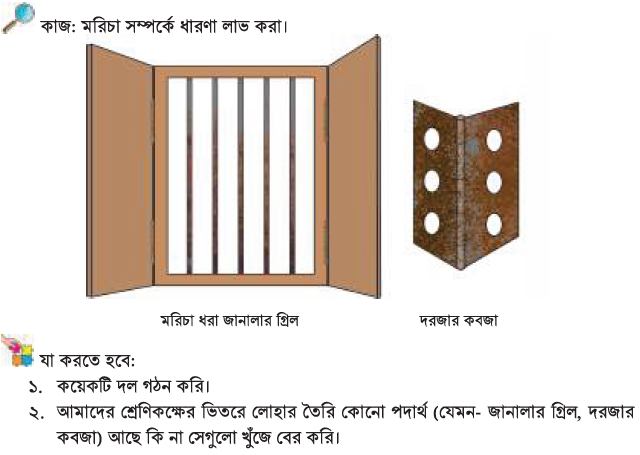 কাজ: মরিচা সম্পর্কে ধারণা লাভ করা।
মরিচা ধরা জানালার গ্রিল
দরজার কবজা
যা করতে হবে:
১. কয়েকটি দল গঠন করি।
২. আমাদের শ্রেণিকক্ষের ভিতরে লোহার তৈরি কোনো পদার্থ (যেমন- জানালার গ্রিল, দরজার
কবজা) আছে কি না সেগুলো খুঁজে বের করি।